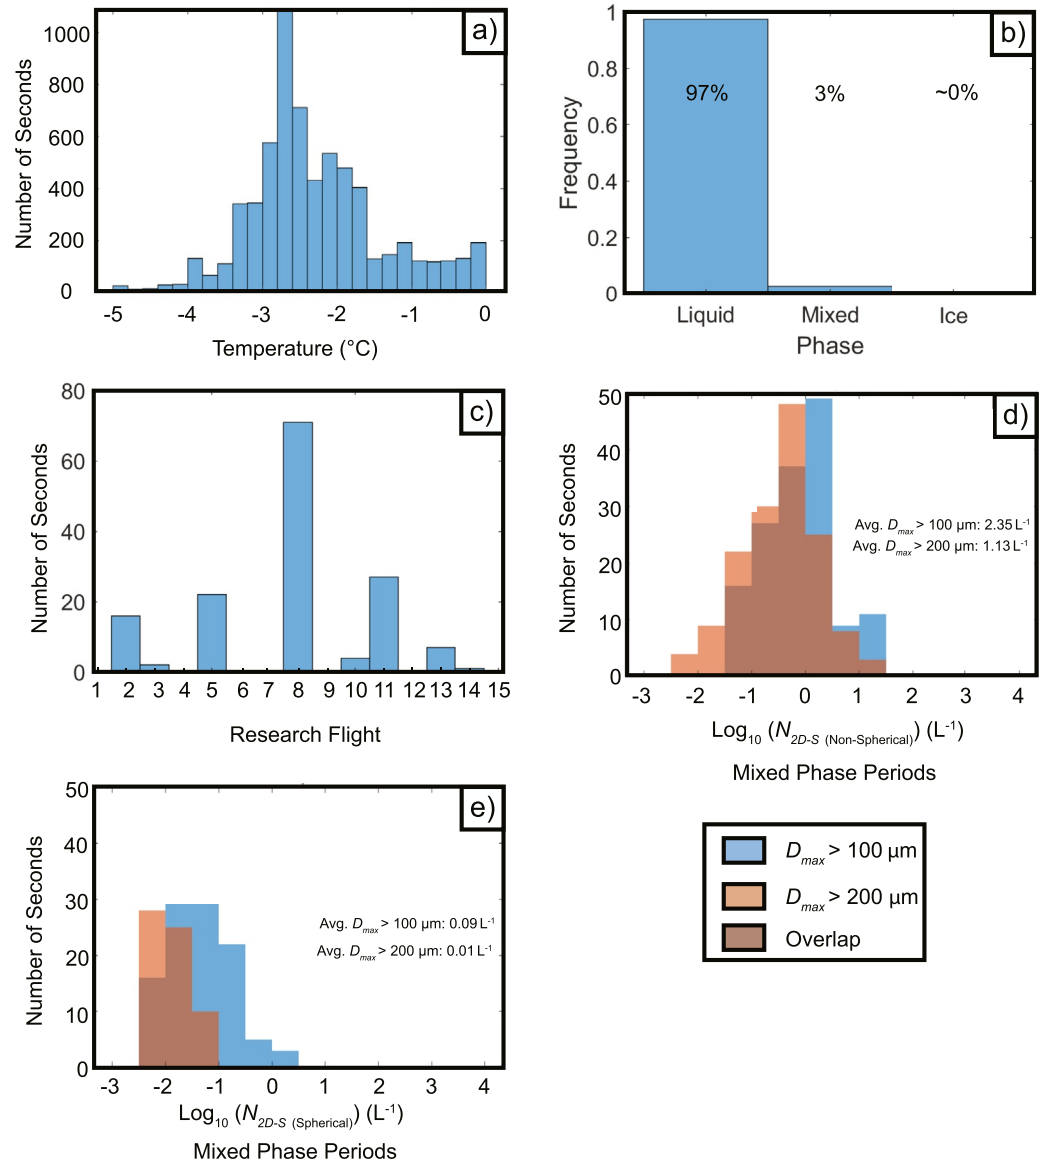 a)
1000
800
600
400
200
0
Number of Seconds
-5 -4 -3 -2 -1 0
Temperature (°C)
b)
1
0.8
0.6
0.4
0.2
0
Frequency
97% 3% ~0%
Liquid Mixed Ice
Phase
c)
80
60
40
20
0
Number of Seconds
1 2 3 4 5 6 7 8 9 10 11 12 13 14 15
Research Flight
d)
50
40
30
20
10
0
Number of Seconds
Avg. Dmax > 100 µm: 2.35 L⁻¹
Avg. Dmax > 200 µm: 1.13 L⁻¹
-3 -2 -1 0 1 2 3 4
Log₁₀ (N2D-S (Non-Spherical)) (L⁻¹)
Mixed Phase Periods
e)
50
40
30
20
10
0
Number of Seconds
Avg. Dmax > 100 µm: 0.09 L⁻¹
Avg. Dmax > 200 µm: 0.01 L⁻¹
-3 -2 -1 0 1 2 3 4
Log₁₀ (N2D-S (Spherical)) (L⁻¹)
Mixed Phase Periods
Dmax > 100 µm
Dmax > 200 µm
Overlap